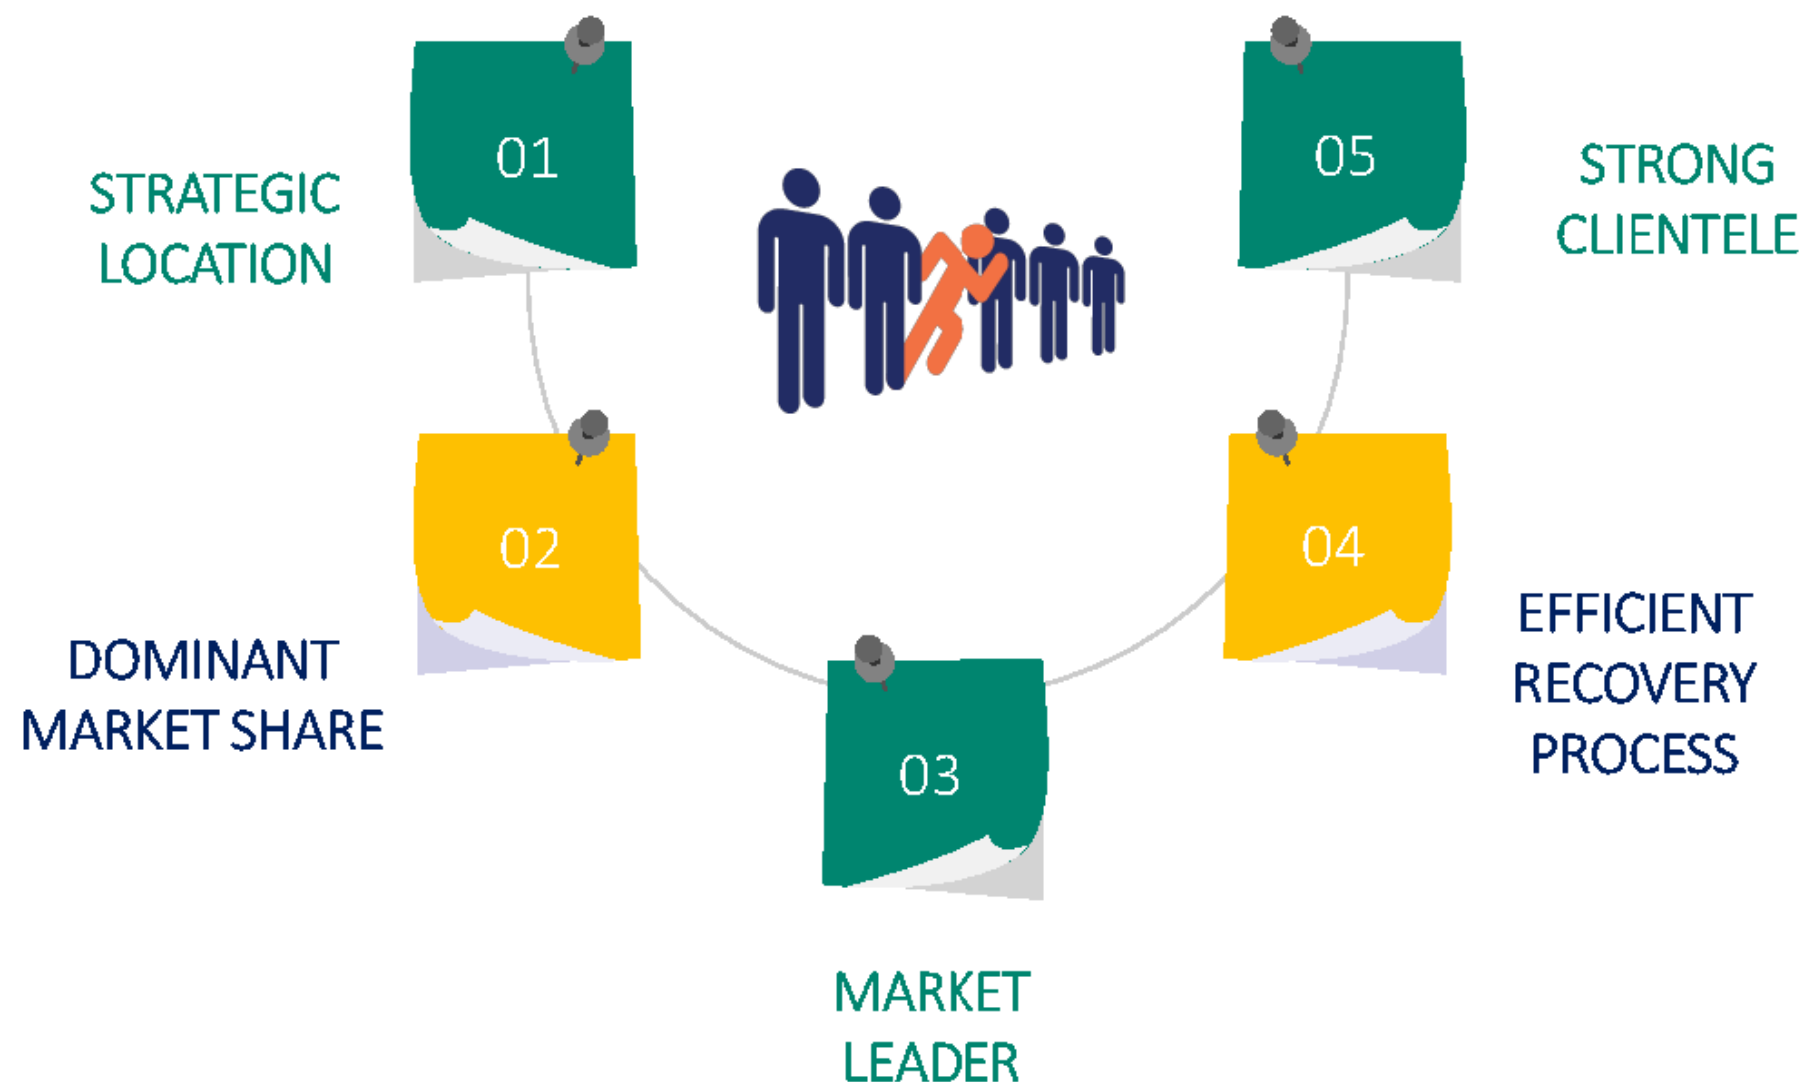 01
STRATEGIC
LOCATION
02
DOMINANT
MARKET SHARE
03
MARKET
LEADER
04
EFFICIENT
RECOVERY
PROCESS
05
STRONG
CLIENTELE